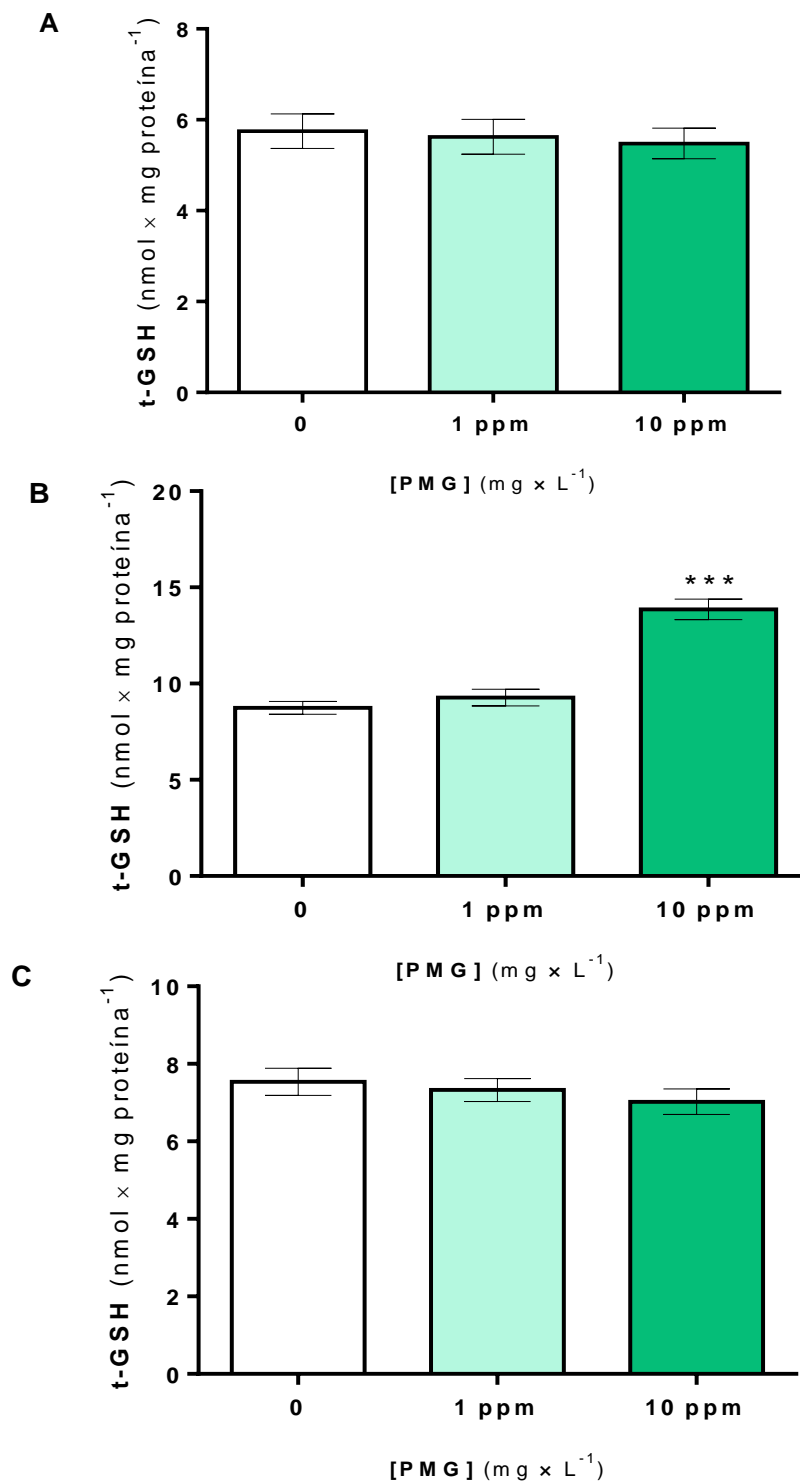 A
t-GSH (nmol × mg proteína-1)
8
6
4
2
0
0 1 ppm 10 ppm
[PMG] (mg × L-1)
B
t-GSH (nmol × mg proteína-1)
20
15
10
5
0
***
0 1 ppm 10 ppm
[PMG] (mg × L-1)
C
t-GSH (nmol × mg proteína-1)
10
8
6
4
2
0
0 1 ppm 10 ppm
[PMG] (mg × L-1)